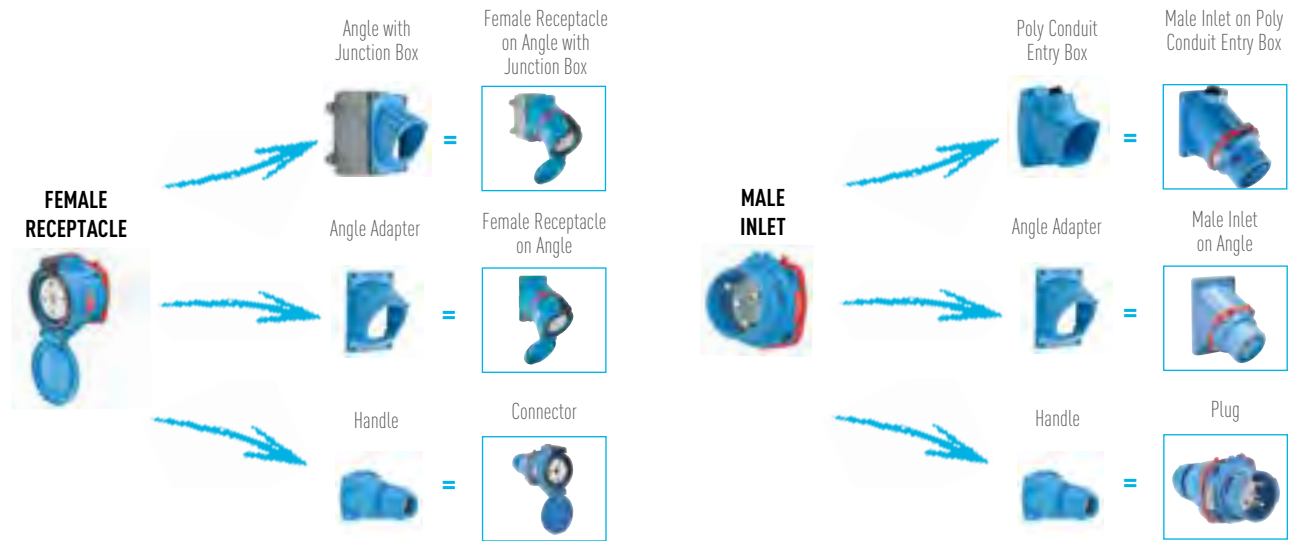 Angle with
Junction Box
=
Female Receptacle
on Angle with
Junction Box
FEMALE
RECEPTACLE
Angle Adapter
=
Female Receptacle
on Angle
Handle
=
Connector
Poly Conduit
Entry Box
=
Male Inlet on Poly
Conduit Entry Box
MALE
INLET
Angle Adapter
=
Male Inlet
on Angle
Handle
=
Plug